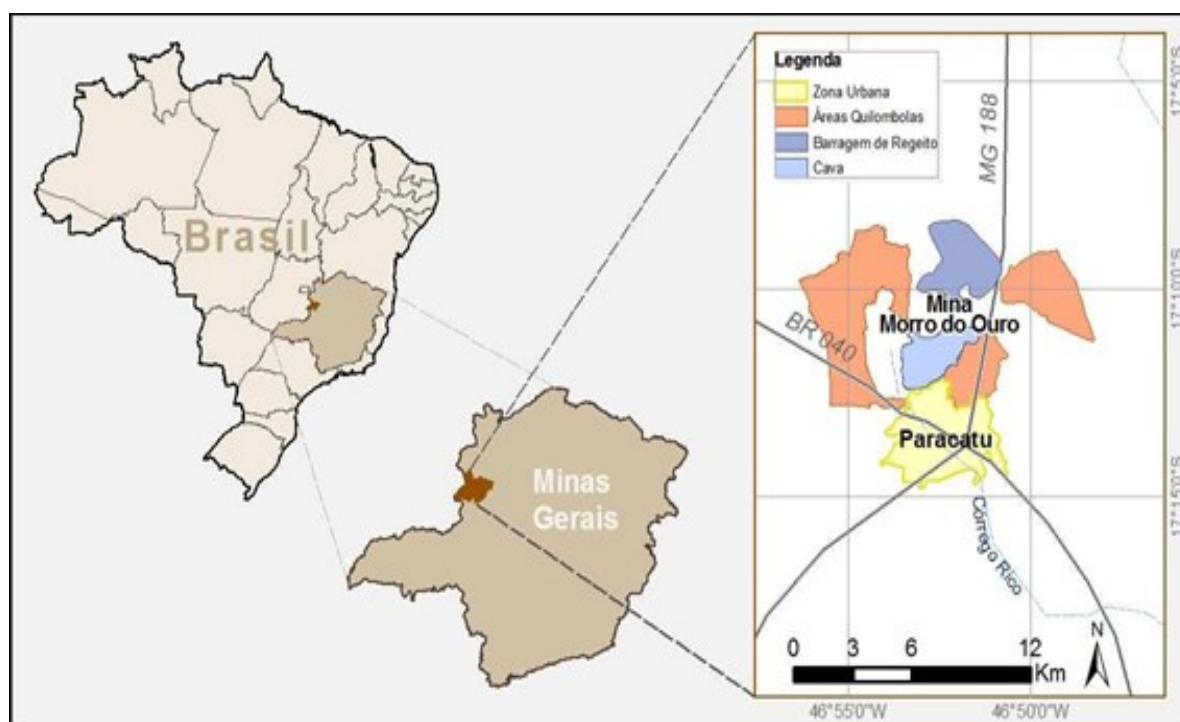 Brasil
Minas
Gerais
Legenda
Zona Urbana
Áreas Quilombolas
Barragem de Regeito
Cava
MG 188
BR 040
Mina
Morro do Ouro
Paracatu
Córrego Rico
17°5'0"S
17°10'0"S
17°15'0"S
0 3 6 12
Km
N
46°55'0"W 46°50'0"W